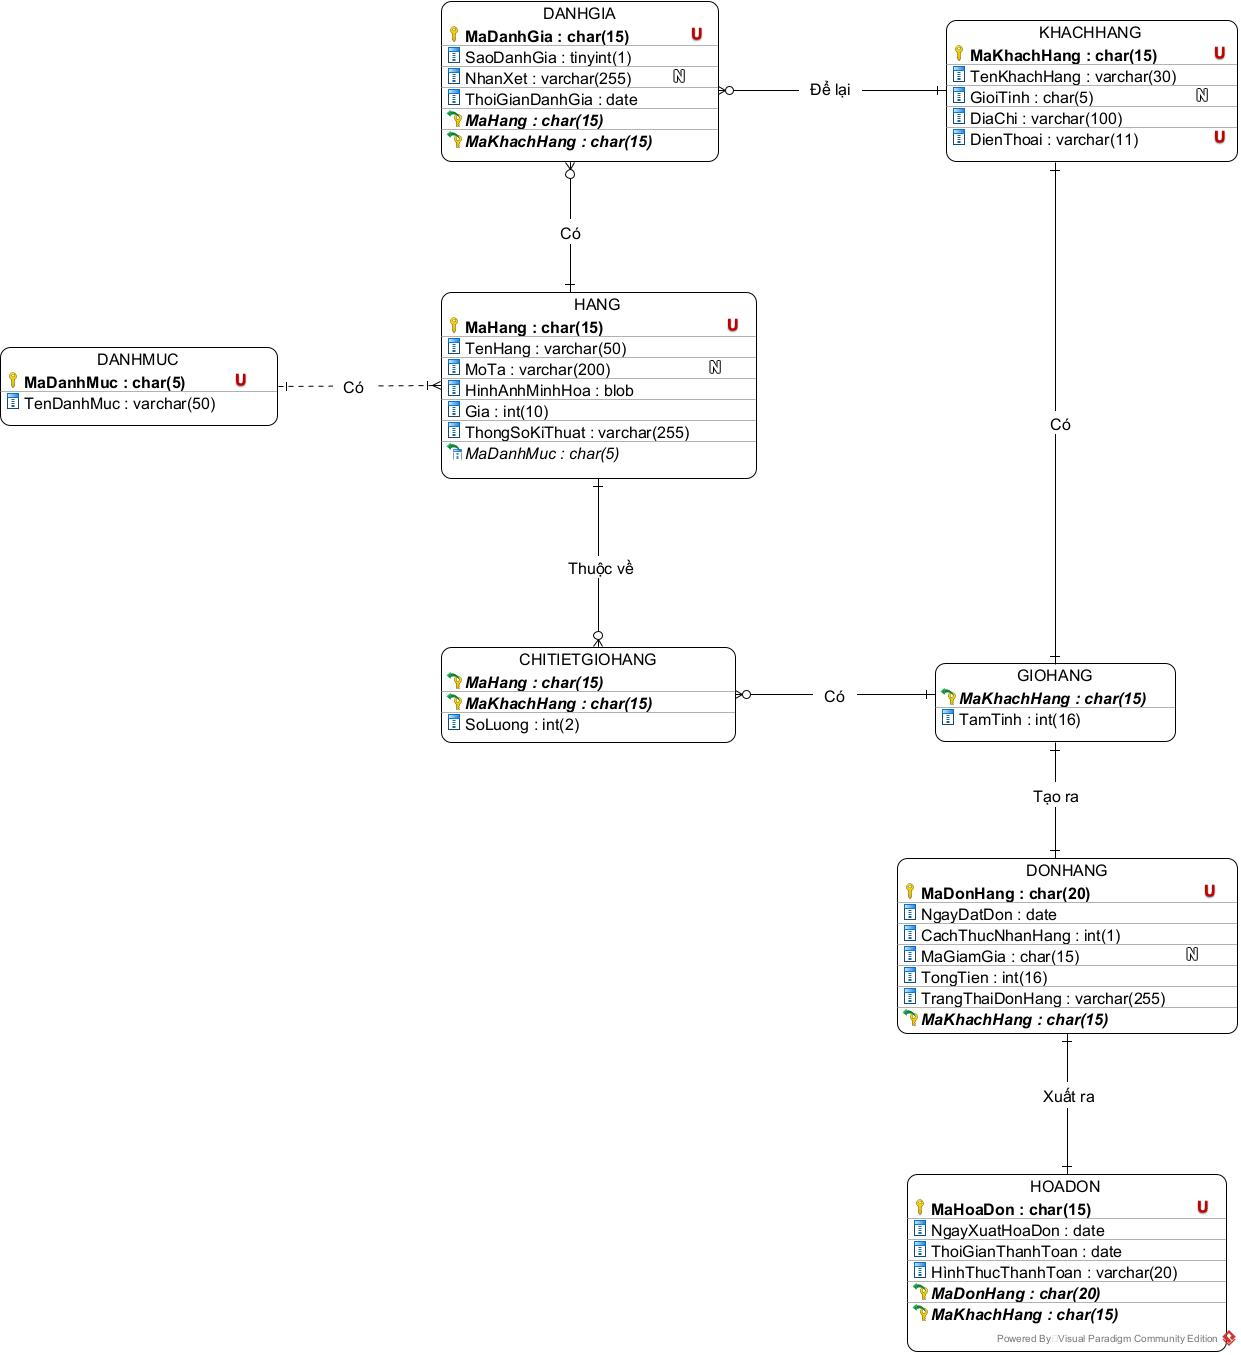 DANHGIA
MaDanhGia : char(15)
U
SaoDanhGia : tinyint(1)
NhanXet : varchar(255)
N
ThoiGianDanhGia : date
MaHang : char(15)
MaKhachHang : char(15)
Để lại
KHACHHANG
MaKhachHang : char(15)
U
TenKhachHang : varchar(30)
GioiTinh : char(5)
N
DiaChi : varchar(100)
DienThoai : varchar(11)
U
Có
HANG
MaHang : char(15)
U
TenHang : varchar(50)
MoTa : varchar(200)
N
HinhAnhMinhHoa : blob
Gia : int(10)
ThongSoKiThuat : varchar(255)
MaDanhMuc : char(5)
DANHMUC
MaDanhMuc : char(5)
U
TenDanhMuc : varchar(50)
Có
Có
Thuộc về
CHITIETGIOHANG
MaHang : char(15)
MaKhachHang : char(15)
SoLuong : int(2)
Có
GIOHANG
MaKhachHang : char(15)
TamTinh : int(16)
Tạo ra
DONHANG
MaDonHang : char(20)
U
NgayDatDon : date
CachThucNhanHang : int(1)
MaGiamGia : char(15)
N
TongTien : int(16)
TrangThaiDonHang : varchar(255)
MaKhachHang : char(15)
Xuất ra
HOADON
MaHoaDon : char(15)
U
NgayXuatHoaDon : date
ThoiGianThanhToan : date
HìnhThucThanhToan : varchar(20)
MaDonHang : char(20)
MaKhachHang : char(15)
Powered By Visual Paradigm Community Edition